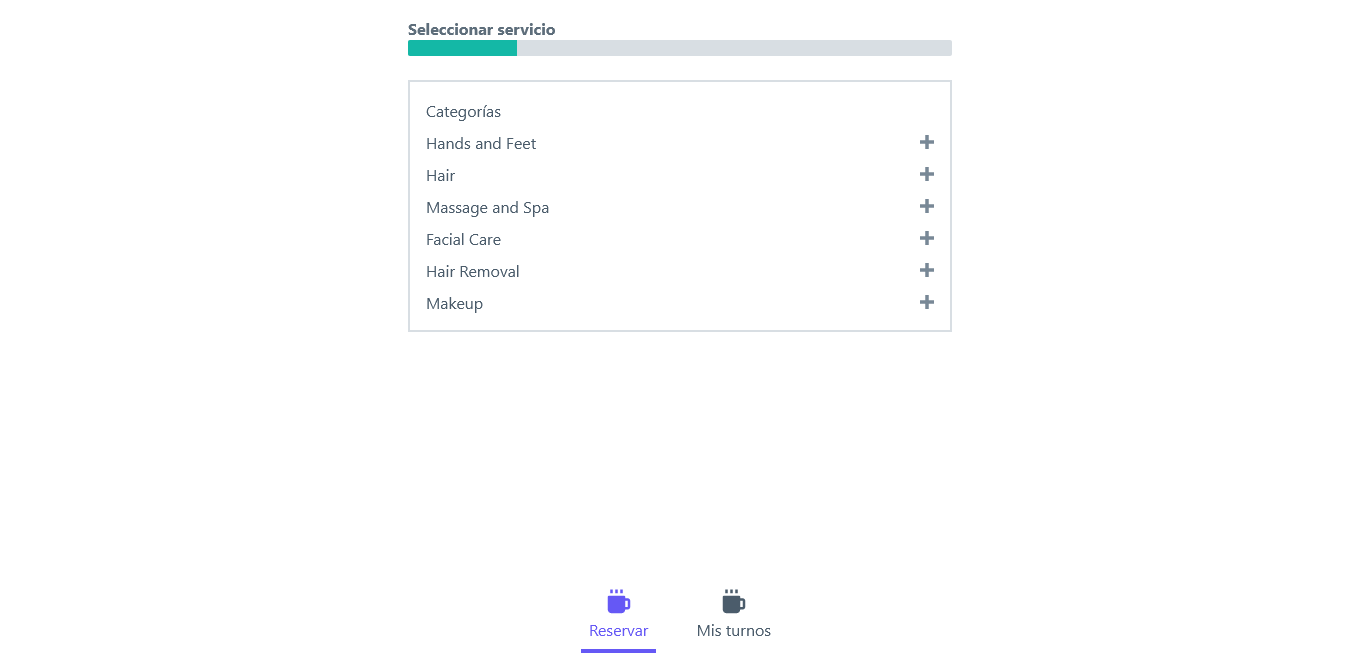 Seleccionar servicio
Categorías
Hands and Feet
Hair
Massage and Spa
Facial Care
Hair Removal
Makeup
Reservar
Mis turnos